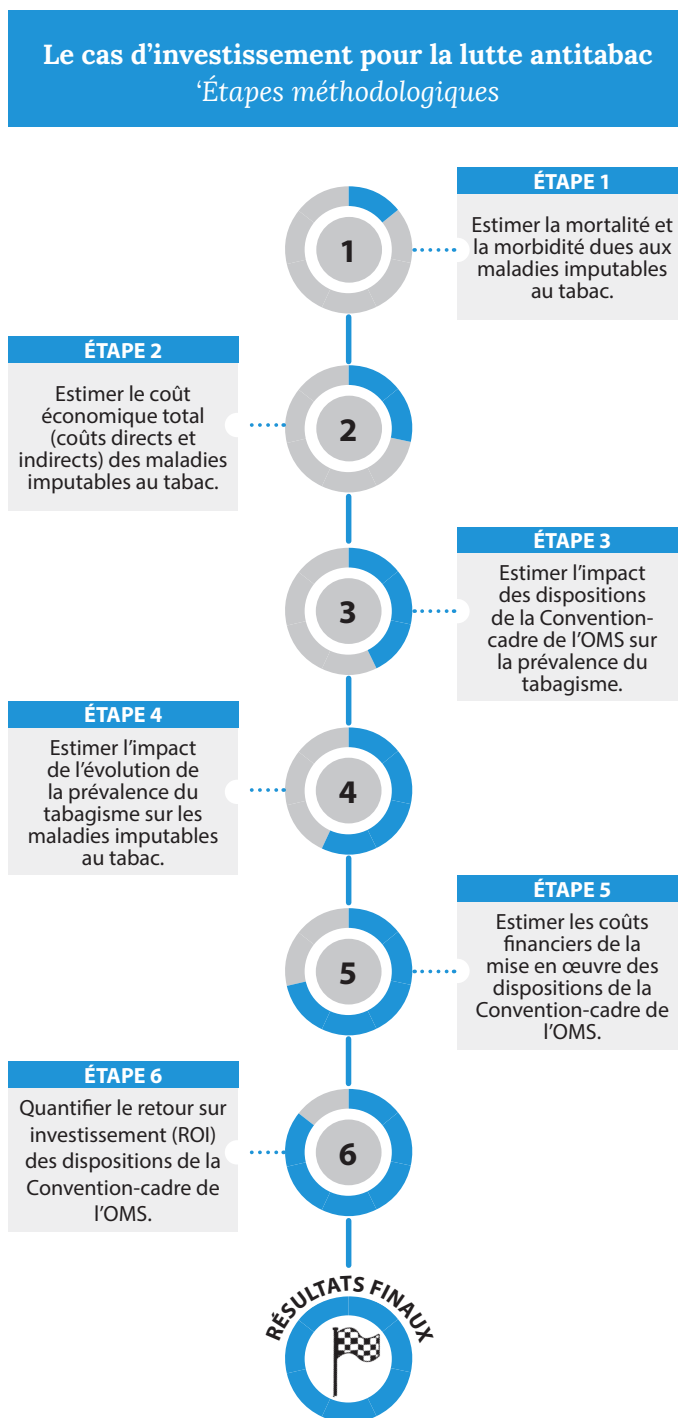 Le cas d’investissement pour la lutte antitabac
‘Étapes méthodologiques
1
ÉTAPE 1
Estimer la mortalité et
la morbidité dues aux
maladies imputables
au tabac.
ÉTAPE 2
Estimer le coût
économique total
(coûts directs et
indirects) des maladies
imputables au tabac.
2
3
ÉTAPE 3
Estimer l’impact
des dispositions
de la Convention-
cadre de l’OMS sur
la prévalence du
tabagisme.
ÉTAPE 4
Estimer l’impact
de l’évolution de
la prévalence du
tabagisme sur les
maladies imputables
au tabac.
4
5
ÉTAPE 5
Estimer les coûts
financiers de la
mise en œuvre des
dispositions de la
Convention-cadre de
l’OMS.
ÉTAPE 6
Quantifier le retour sur
investissement (ROI)
des dispositions de la
Convention-cadre de
l’OMS.
6
RÉSULTATS FINAUX